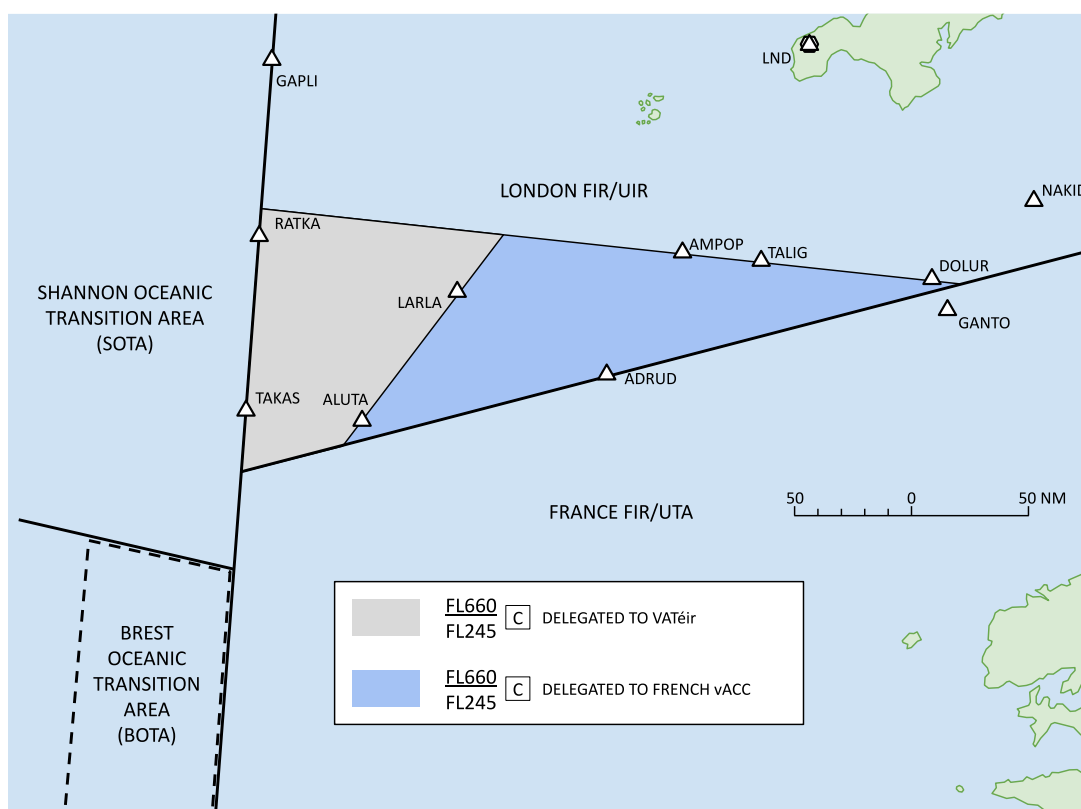 GAPLI
LND
LONDON FIR/UIR
NAKID
RATKA
AMPOP
TALIG
DOLUR
SHANNON OCEANIC
TRANSITION AREA
(SOTA)
LARLA
GANTO
TAKAS
ALUTA
ADRUD
50 0 50 NM
FRANCE FIR/UTA
BREST
OCEANIC
TRANSITION
AREA
(BOTA)
FL660
FL245
C DELEGATED TO VATéir
FL660
FL245
C DELEGATED TO FRENCH vACC